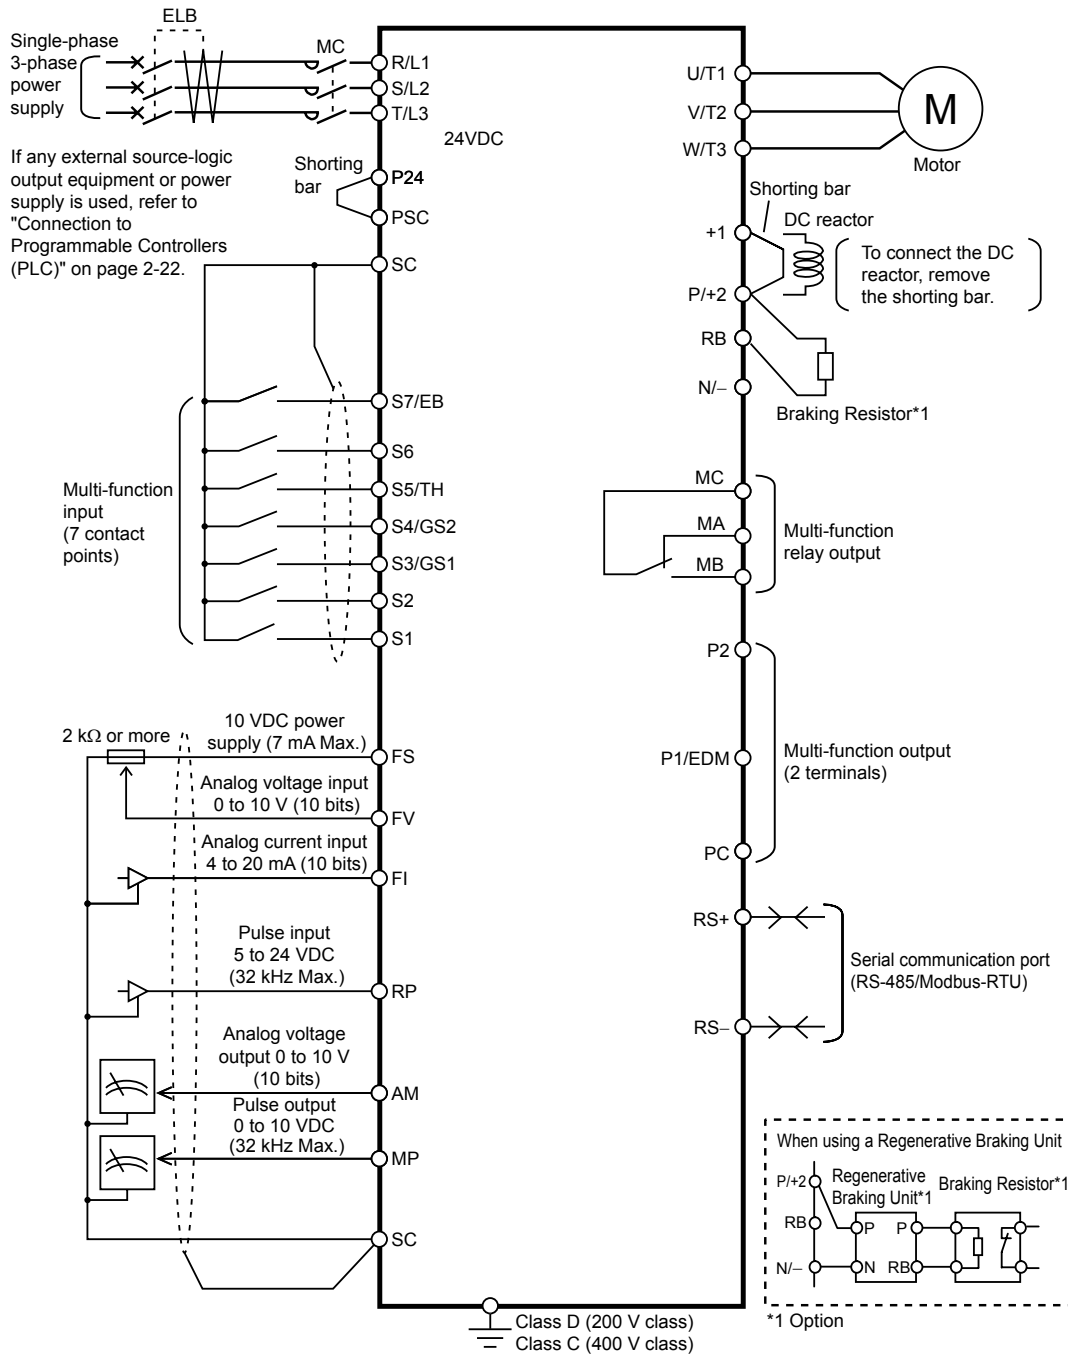 ELB
Single-phase
3-phase
power
supply
MC
R/L1
S/L2
T/L3
24VDC
U/T1
V/T2
W/T3
M
Motor
If any external source-logic
output equipment or power
supply is used, refer to
"Connection to
Programmable Controllers
(PLC)" on page 2-22.
Shorting
bar
P24
PSC
SC
Shorting bar
DC reactor
+1
P/+2
To connect the DC
reactor, remove
the shorting bar.
RB
N/−
Braking Resistor*1
Multi-function
input
(7 contact
points)
S7/EB
S6
S5/TH
S4/GS2
S3/GS1
S2
S1
MC
MA
MB
Multi-function
relay output
P2
P1/EDM
PC
Multi-function output
(2 terminals)
2 kΩ or more
10 VDC power
supply (7 mA Max.)
FS
Analog voltage input
0 to 10 V (10 bits)
FV
Analog current input
4 to 20 mA (10 bits)
FI
Pulse input
5 to 24 VDC
(32 kHz Max.)
RP
Analog voltage
output 0 to 10 V
(10 bits)
AM
Pulse output
0 to 10 VDC
(32 kHz Max.)
MP
SC
RS+
RS−
Serial communication port
(RS-485/Modbus-RTU)
When using a Regenerative Braking Unit
P/+2
Regenerative
Braking Unit*1
Braking Resistor*1
RB
P
P
N/−
N
RB
*1 Option
Class D (200 V class)
Class C (400 V class)